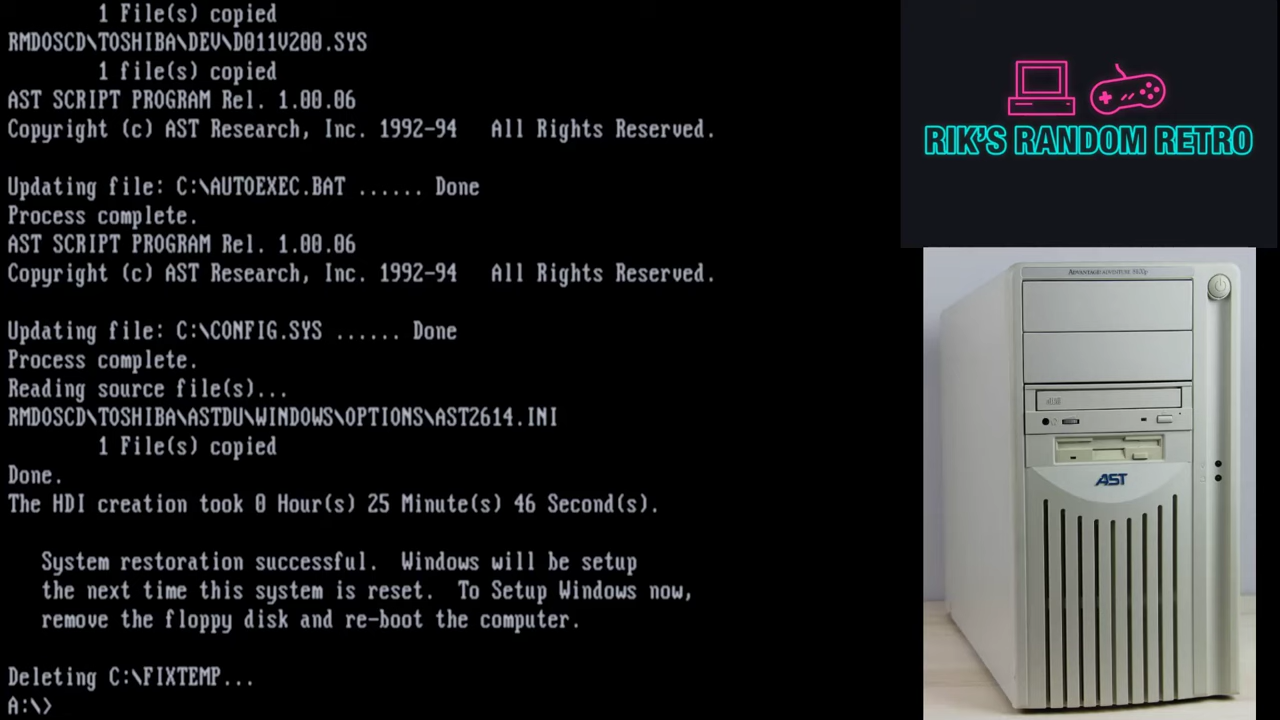 1 File(s) copied
RMDOSCD\TOSHIBA\DEV\D011V200.SYS
1 file(s) copied
AST SCRIPT PROGRAM Rel. 1.00.06
Copyright (c) AST Research, Inc. 1992-94 All Rights Reserved.
Updating file: C:\AUTOEXEC.BAT ...... Done
Process complete.
AST SCRIPT PROGRAM Rel. 1.00.06
Copyright (c) AST Research, Inc. 1992-94 All Rights Reserved.
Updating file: C:\CONFIG.SYS ...... Done
Process complete.
Reading source file(s)...
RMDOSCD\TOSHIBA\ASTDU\WINDOWS\OPTIONS\AST2614.INI
1 File(s) copied
Done.
The HDI creation took 0 Hour(s) 25 Minute(s) 46 Second(s).
System restoration successful. Windows will be setup
the next time this system is reset. To Setup Windows now,
remove the floppy disk and re-boot the computer.
Deleting C:\FIXTEMP...
A:\>
RIK'S RANDOM RETRO
ADVANTAGE! ADVENTURE
AST